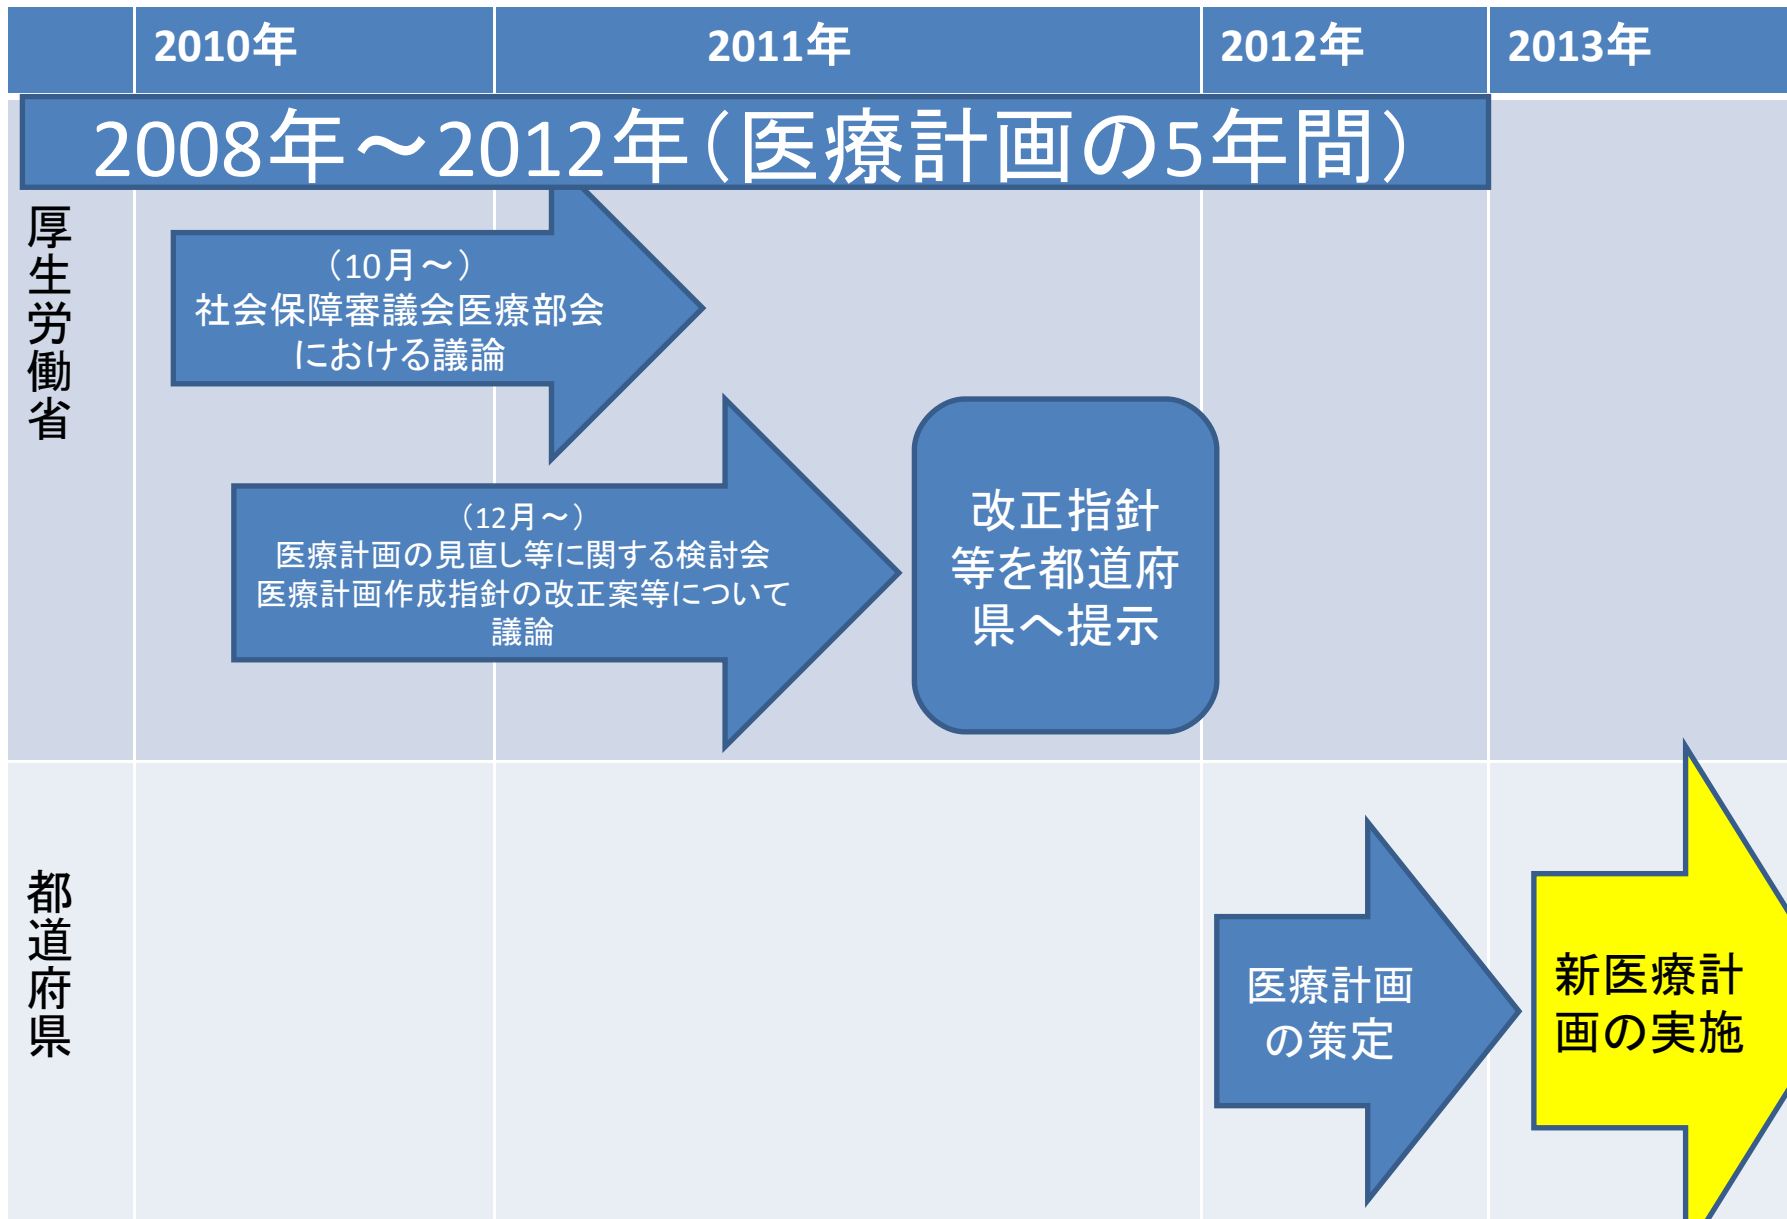 2010年
2011年
2012年
2013年
2008年～2012年（医療計画の5年間）
厚生労働省
（10月～）
社会保障審議会医療部会
における議論
（12月～）
医療計画の見直し等に関する検討会
医療計画作成指針の改正案等について
議論
改正指針
等を都道府
県へ提示
都道府県
医療計画
の策定
新医療計
画の実施